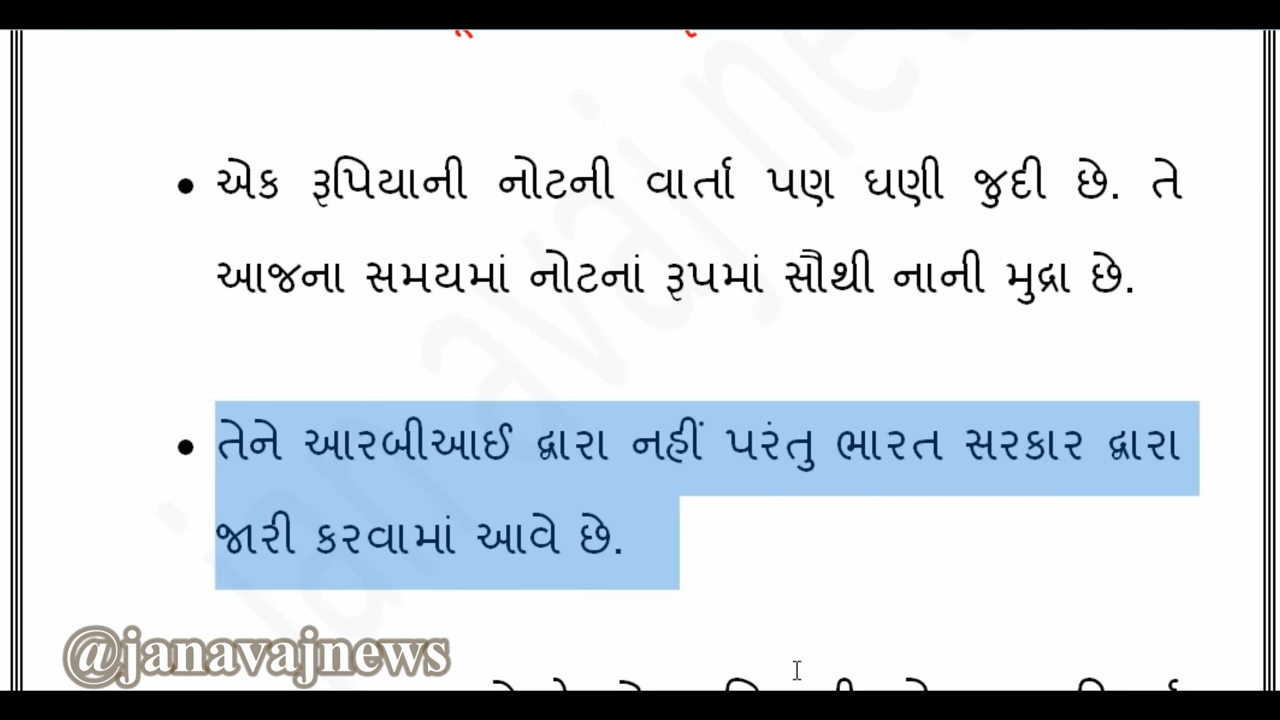 • એક રૂપિયાની નોટની વાર્તા પણ ઘણી જુદી છે. તે
આજના સમયમાં નોટનાં રૂપમાં સૌથી નાની મુદ્રા છે.
• તેને આરબીઆઈ દ્વારા નહીં પરંતુ ભારત સરકાર દ્વારા
જારી કરવામાં આવે છે.
@janavajnews